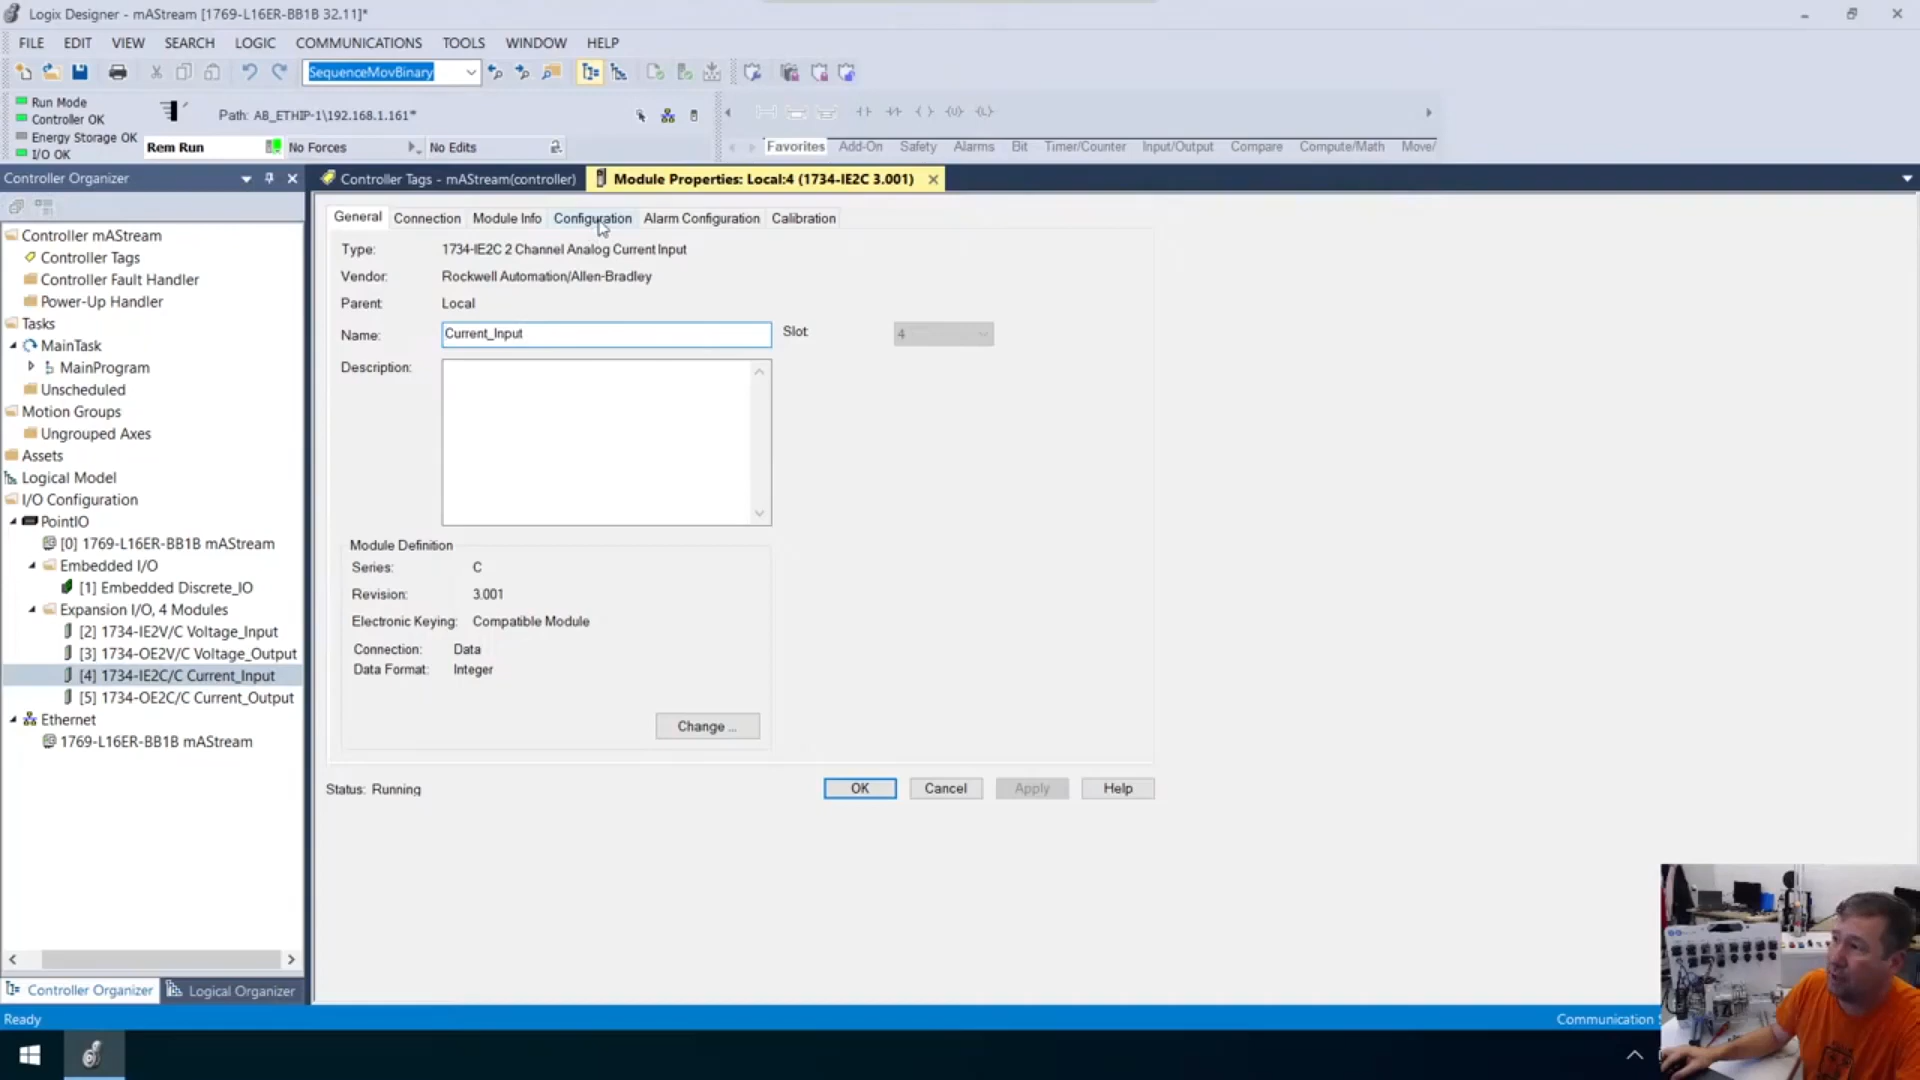 Logix Designer - mAStream [1769-L16ER-BB1B 32.11]*
FILE EDIT VIEW SEARCH LOGIC COMMUNICATIONS TOOLS WINDOW HELP
SequenceMovBinary
Run Mode
Controller OK
Energy Storage OK
I/O OK
Path: AB_ETHIP-1\192.168.1.161*
Rem Run No Forces No Edits
Favorites Add-On Safety Alarms Bit Timer/Counter Input/Output Compare Compute/Math Move/
Controller Organizer
Controller Tags - mAStream(controller) Module Properties: Local:4 (1734-IE2C 3.001)
Controller mAStream
Controller Tags
Controller Fault Handler
Power-Up Handler
Tasks
MainTask
MainProgram
Unscheduled
Motion Groups
Ungrouped Axes
Assets
Logical Model
I/O Configuration
PointIO
[0] 1769-L16ER-BB1B mAStream
Embedded I/O
[1] Embedded Discrete_IO
Expansion I/O, 4 Modules
[2] 1734-IE2V/C Voltage_Input
[3] 1734-OE2V/C Voltage_Output
[4] 1734-IE2C/C Current_Input
[5] 1734-OE2C/C Current_Output
Ethernet
1769-L16ER-BB1B mAStream
Controller Organizer Logical Organizer
General Connection Module Info Configuration Alarm Configuration Calibration
Type: 1734-IE2C 2 Channel Analog Current Input
Vendor: Rockwell Automation/Allen-Bradley
Parent: Local
Name: Current_Input Slot: 4
Description:
Module Definition
Series: C
Revision: 3.001
Electronic Keying: Compatible Module
Connection: Data
Data Format: Integer
Change ...
Status: Running
OK Cancel Apply Help
Ready
Communication